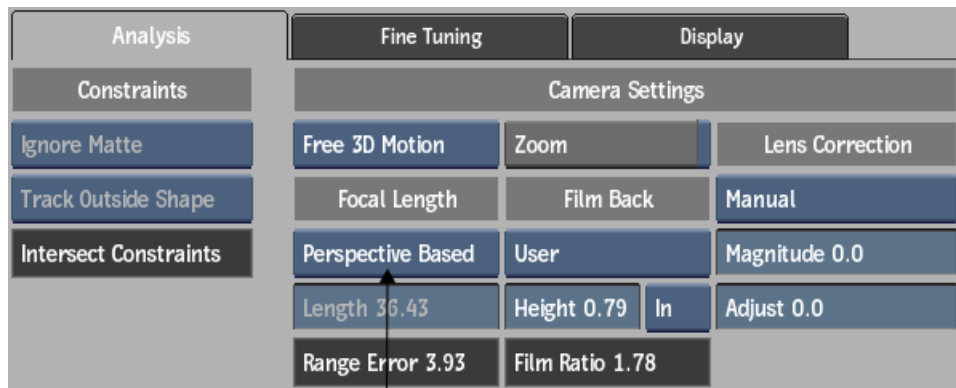 Analysis Fine Tuning Display
Constraints Camera Settings
Ignore Matte Free 3D Motion Zoom Lens Correction
Track Outside Shape Focal Length Film Back Manual
Intersect Constraints Perspective Based User Magnitude 0.0
Length 36.43 Height 0.79 In Adjust 0.0
Range Error 3.93 Film Ratio 1.78